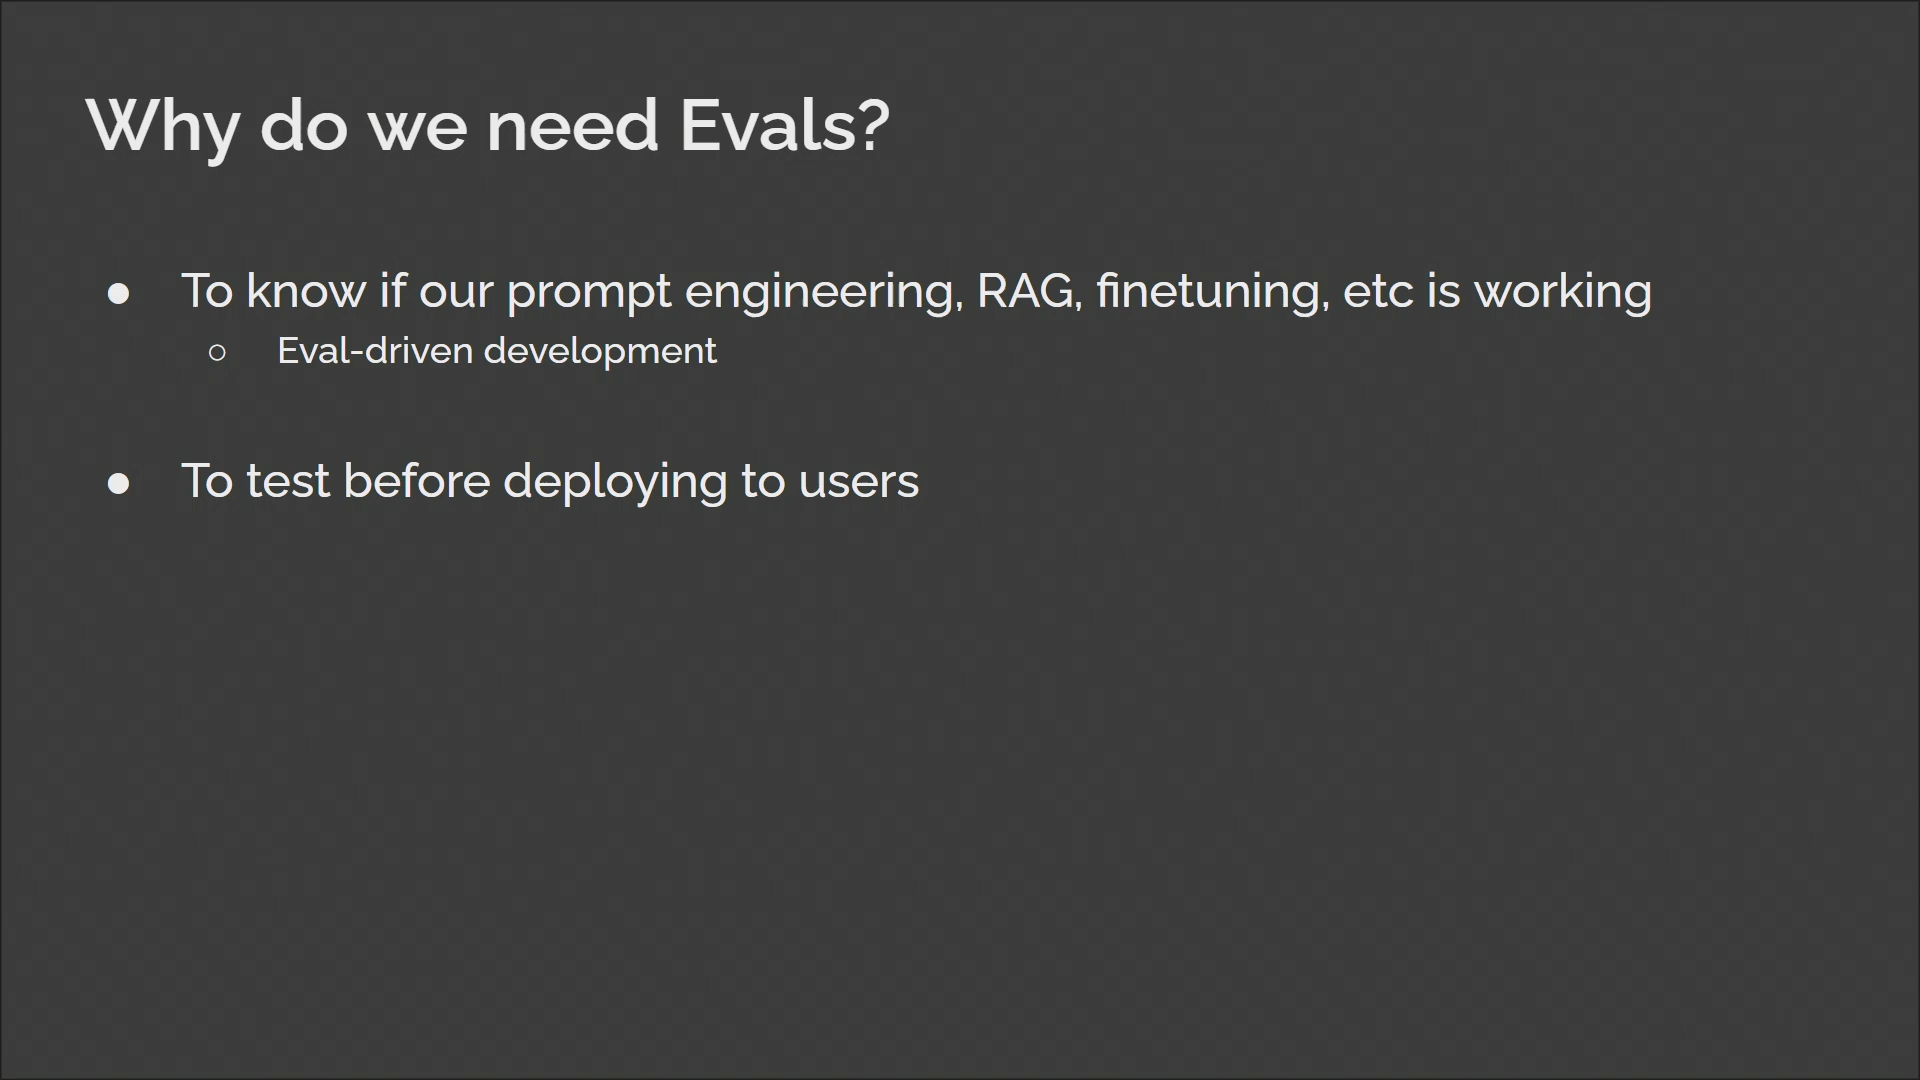 Why do we need Evals?
● To know if our prompt engineering, RAG, finetuning, etc is working
○ Eval-driven development
● To test before deploying to users